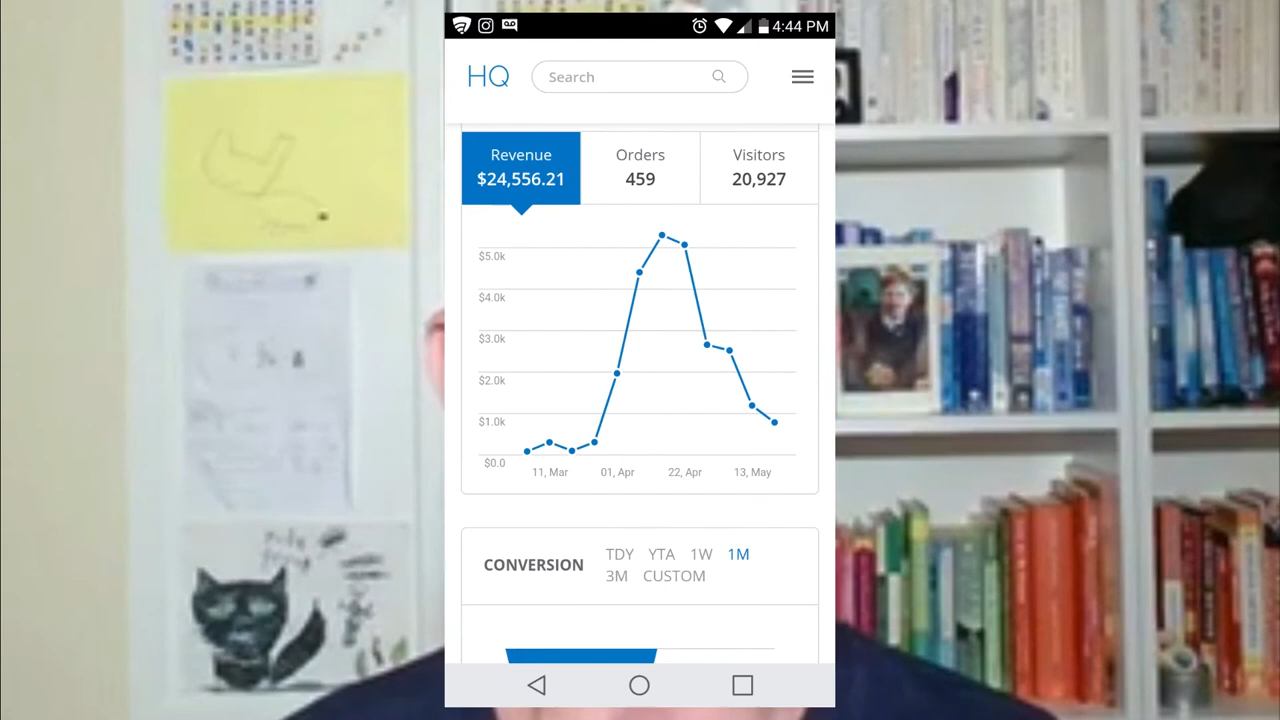 4:44 PM
HQ
Search
Revenue
$24,556.21
Orders
459
Visitors
20,927
$5.0k
$4.0k
$3.0k
$2.0k
$1.0k
$0.0
11, Mar
01, Apr
22, Apr
13, May
CONVERSION
TDY YTA 1W 1M
3M CUSTOM